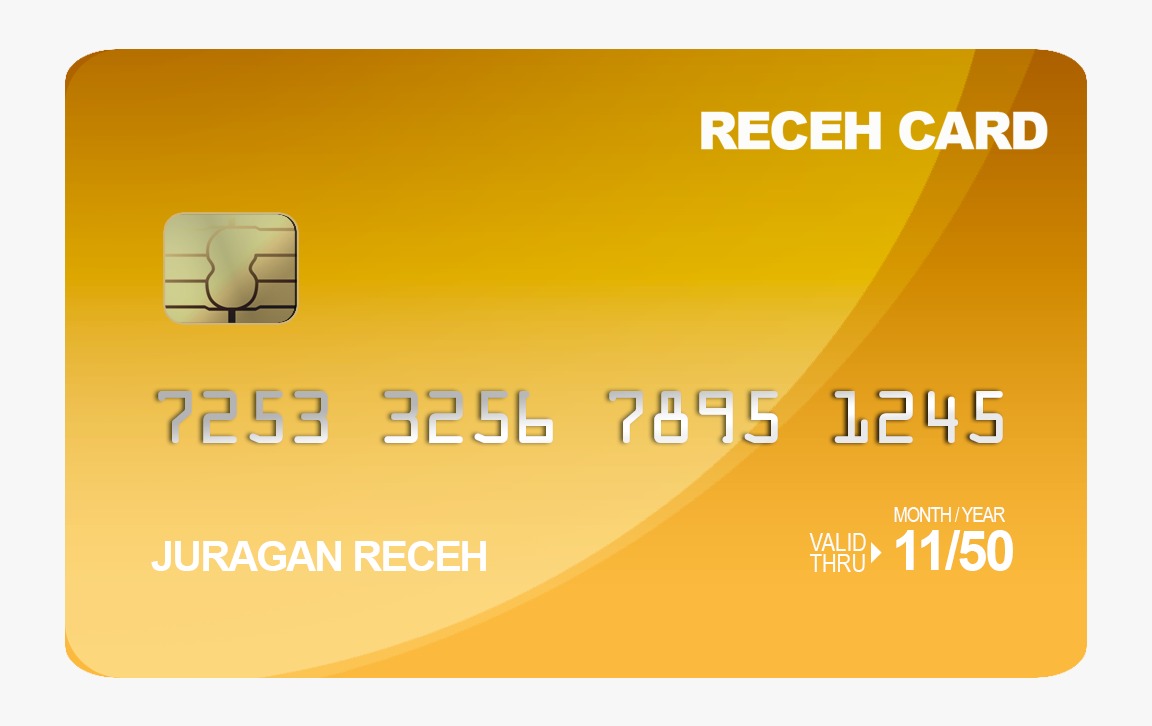 RECEH CARD
7253 3256 7895 1245
MONTH / YEAR
VALID THRU 11/50
JURAGAN RECEH